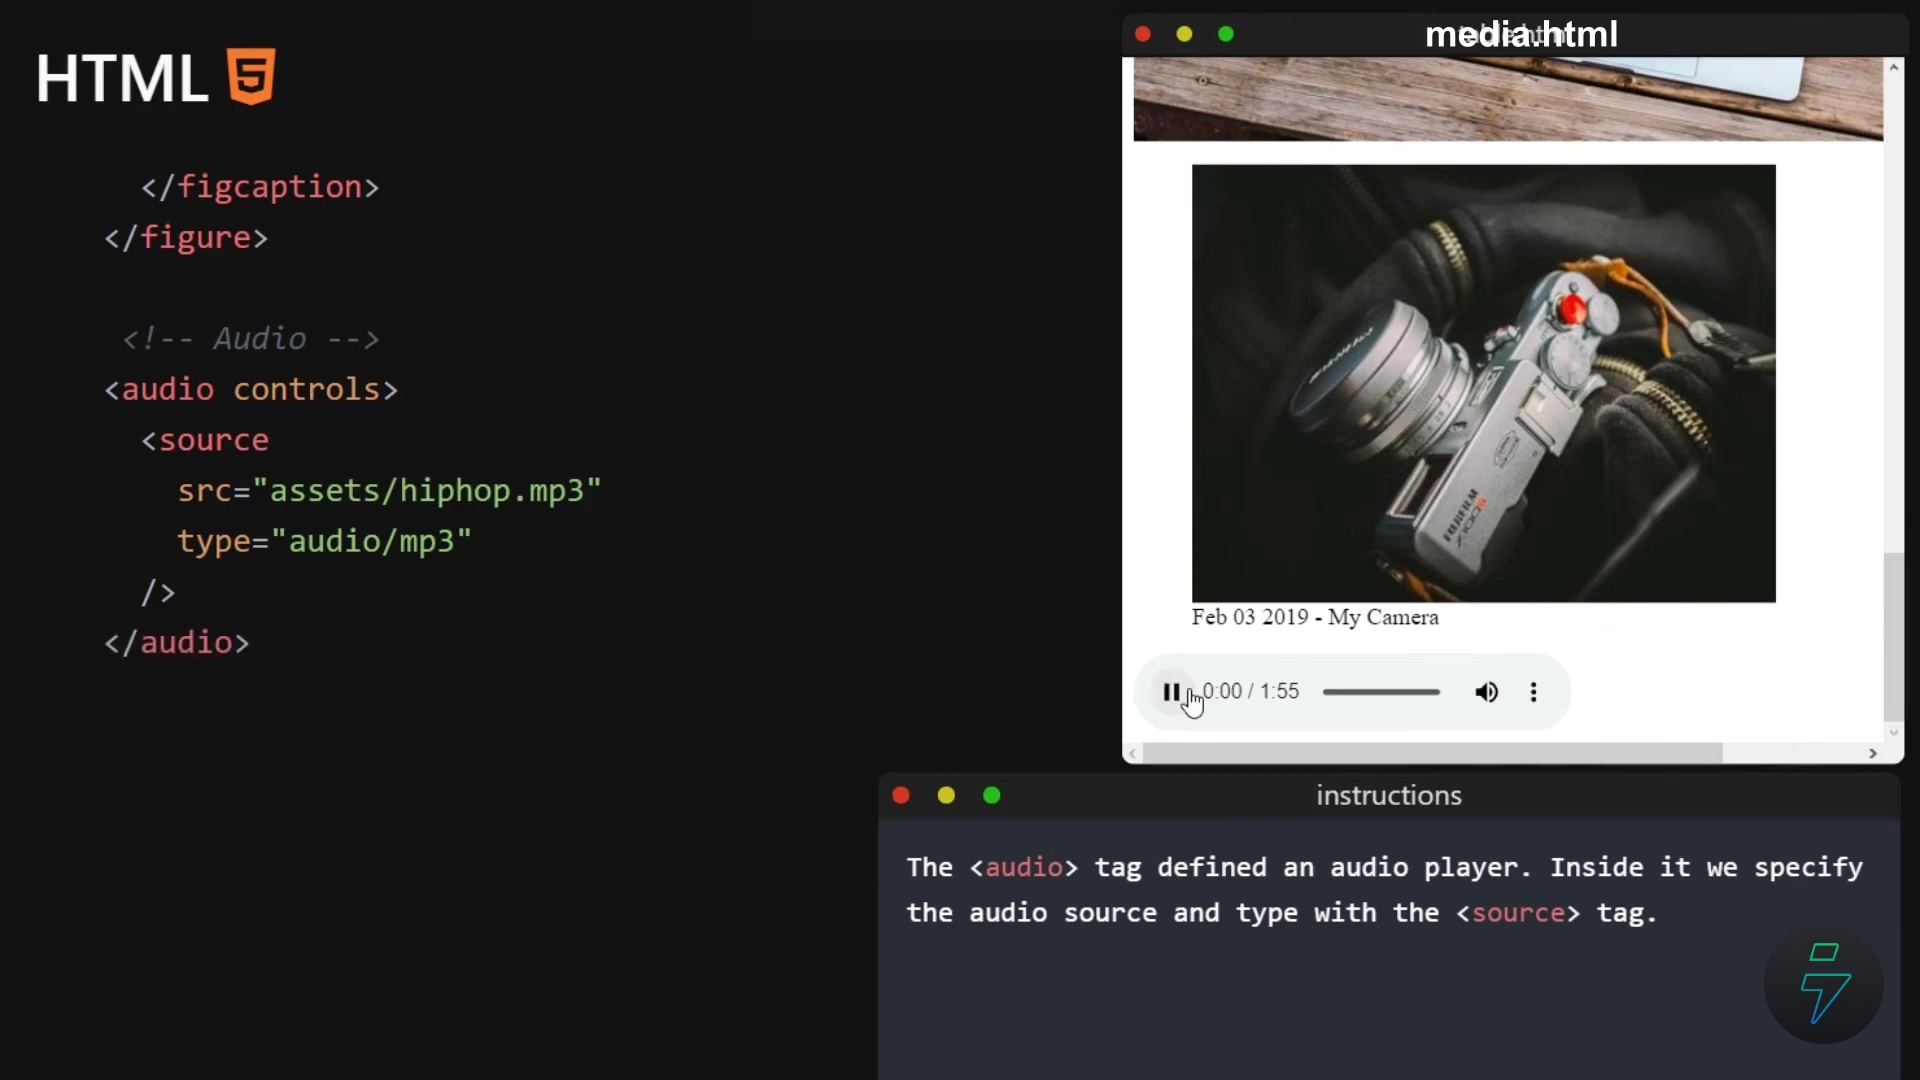 HTML 5
</figcaption>
</figure>
<!-- Audio -->
<audio controls>
<source
src="assets/hiphop.mp3"
type="audio/mp3"
/>
</audio>
media.html
FUJIFILM
Feb 03 2019 - My Camera
0:00 / 1:55
instructions
The <audio> tag defined an audio player. Inside it we specify
the audio source and type with the <source> tag.